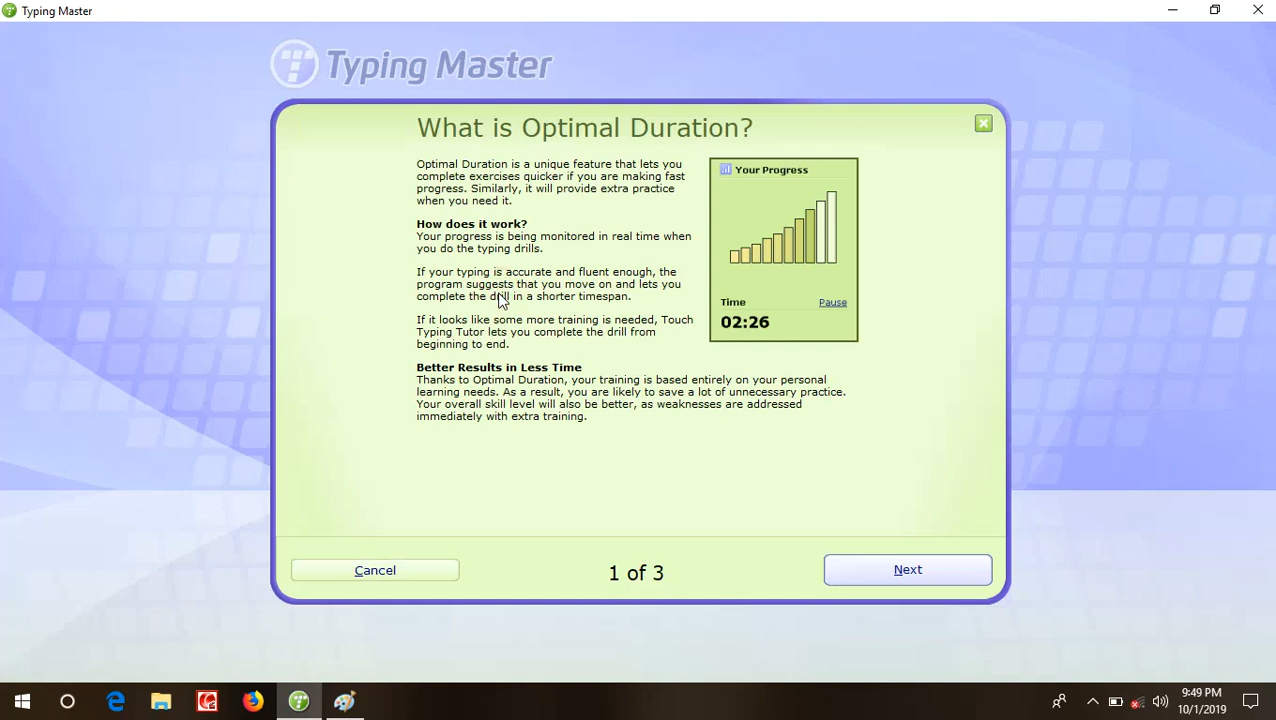 Typing Master
Typing Master
What is Optimal Duration?
Optimal Duration is a unique feature that lets you
complete exercises quicker if you are making fast
progress. Similarly, it will provide extra practice
when you need it.
How does it work?
Your progress is being monitored in real time when
you do the typing drills.
If your typing is accurate and fluent enough, the
program suggests that you move on and lets you
complete the drill in a shorter timespan.
If it looks like some more training is needed, Touch
Typing Tutor lets you complete the drill from
beginning to end.
Your Progress
Time
Pause
02:26
Better Results in Less Time
Thanks to Optimal Duration, your training is based entirely on your personal
learning needs. As a result, you are likely to save a lot of unnecessary practice.
Your overall skill level will also be better, as weaknesses are addressed
immediately with extra training.
Cancel
1 of 3
Next
9:49 PM
10/1/2019